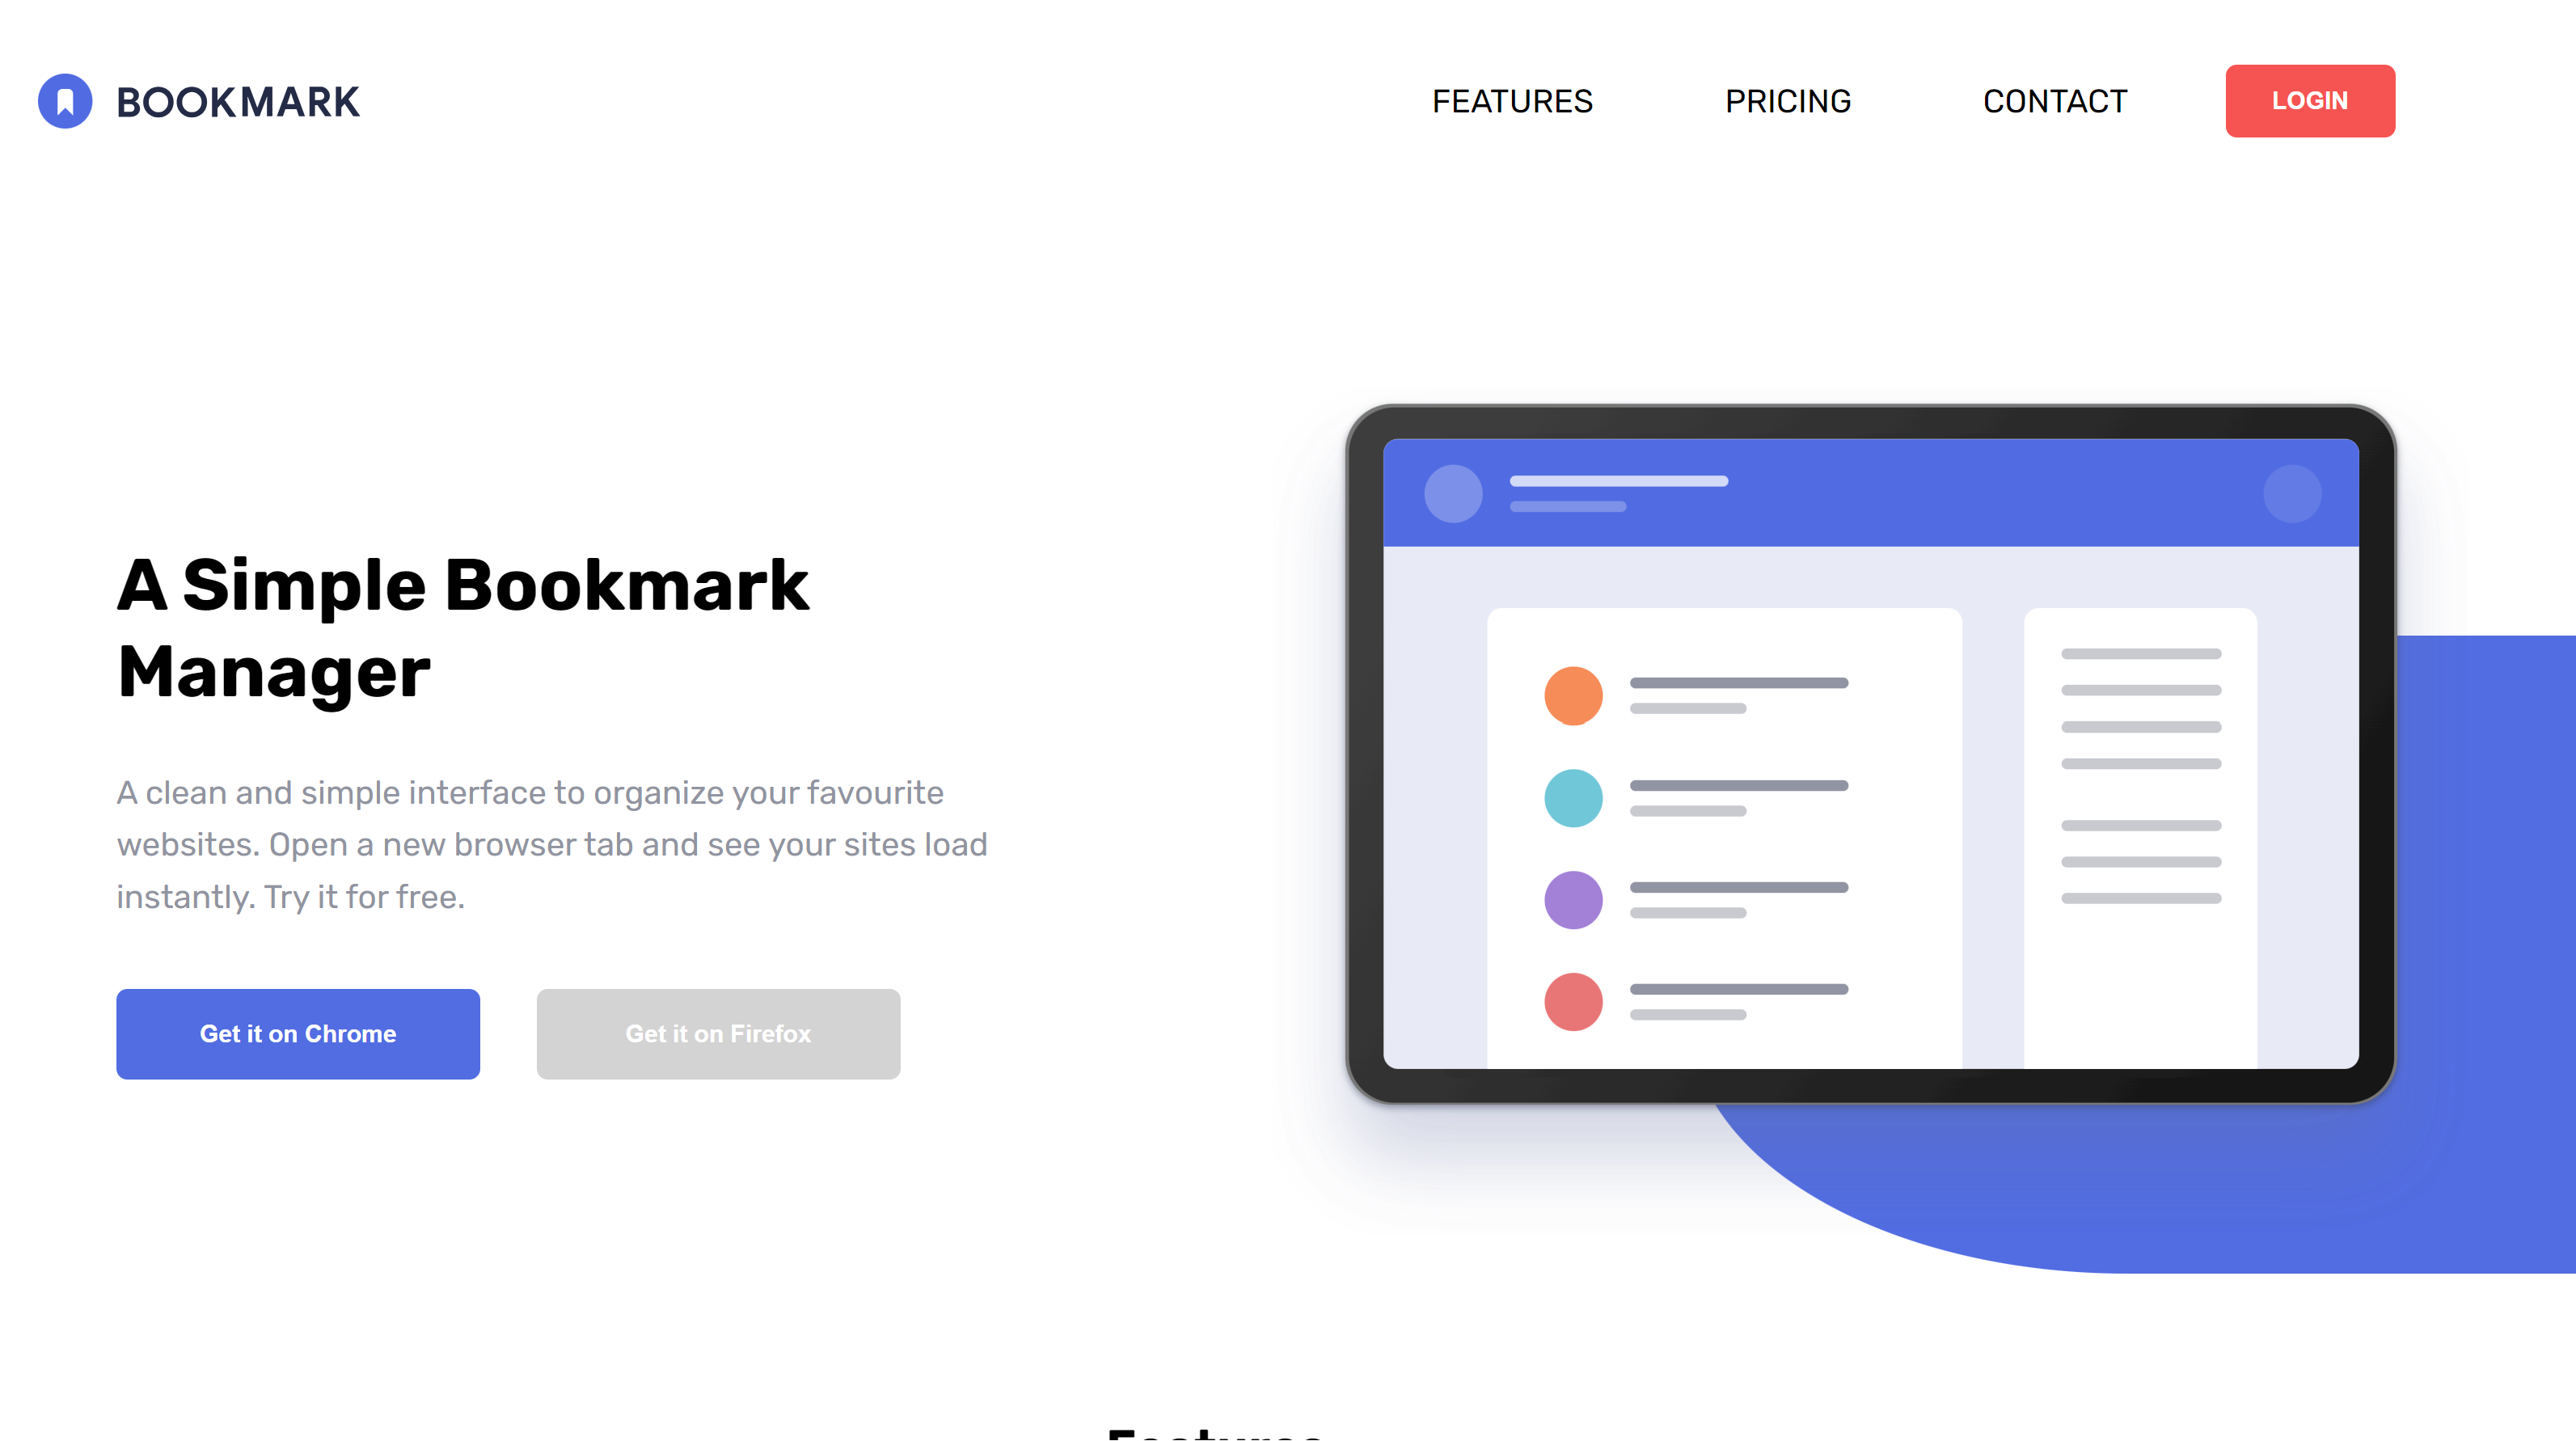 BOOKMARK
FEATURES
PRICING
CONTACT
LOGIN
A Simple Bookmark
Manager
A clean and simple interface to organize your favourite
websites. Open a new browser tab and see your sites load
instantly. Try it for free.
Get it on Chrome
Get it on Firefox
Features